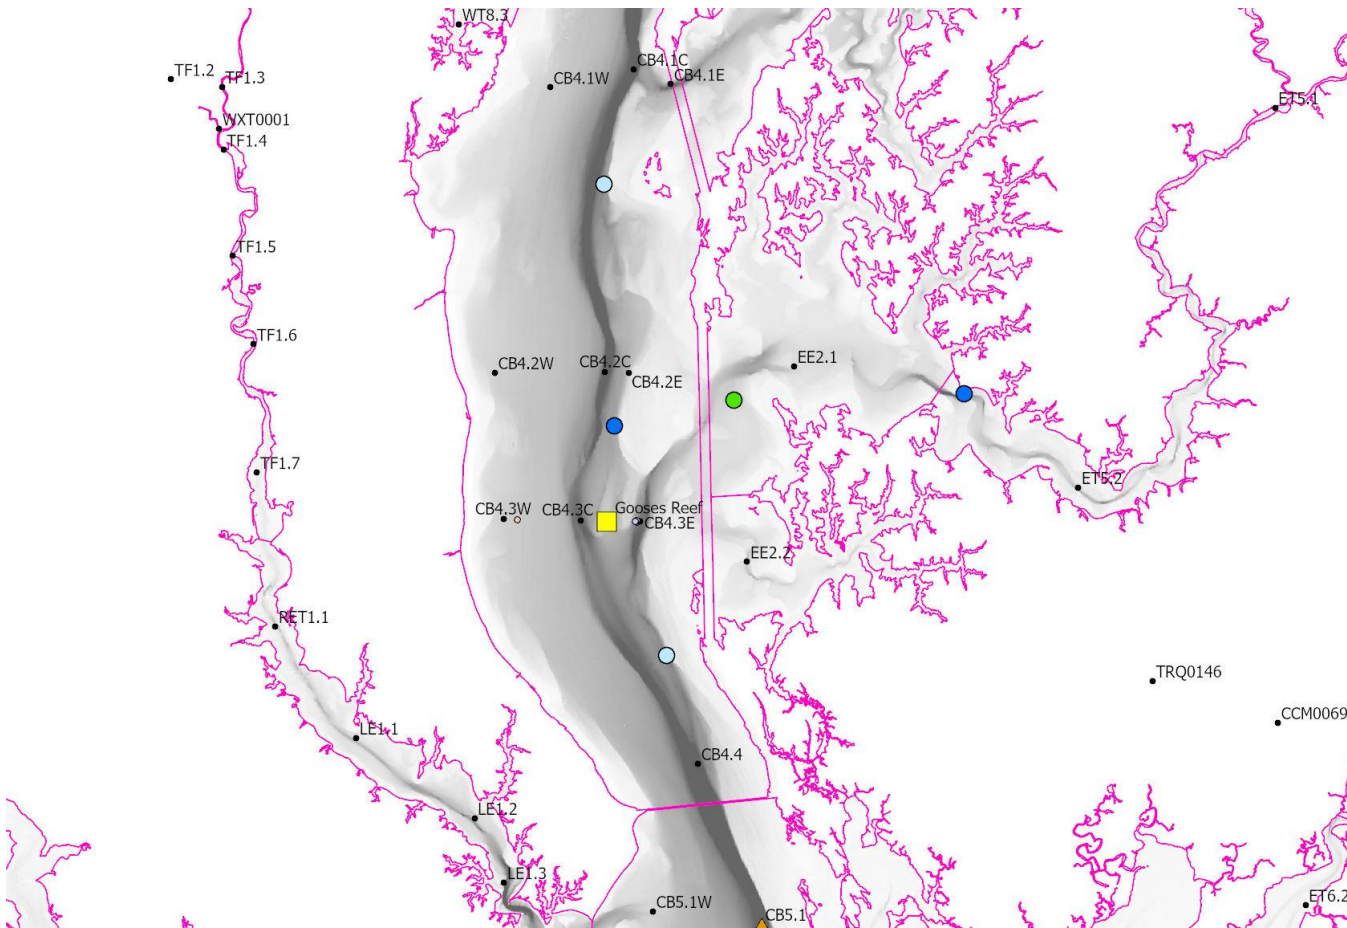 WT8.3
TF1.2
CB4.1C
CB4.1E
TF1.3
CB4.1W
ET5.1
WXT0001
TF1.4
TF1.5
TF1.6
CB4.2W
CB4.2C
EE2.1
CB4.2E
TF1.7
ET5.2
CB4.3W
CB4.3C
Gooses Reef
CB4.3E
EE2.2
RET1.1
TRQ0146
CCM0069
LE1.1
CB4.4
LE1.2
LE1.3
CB5.1W
CB5.1
ET6.2